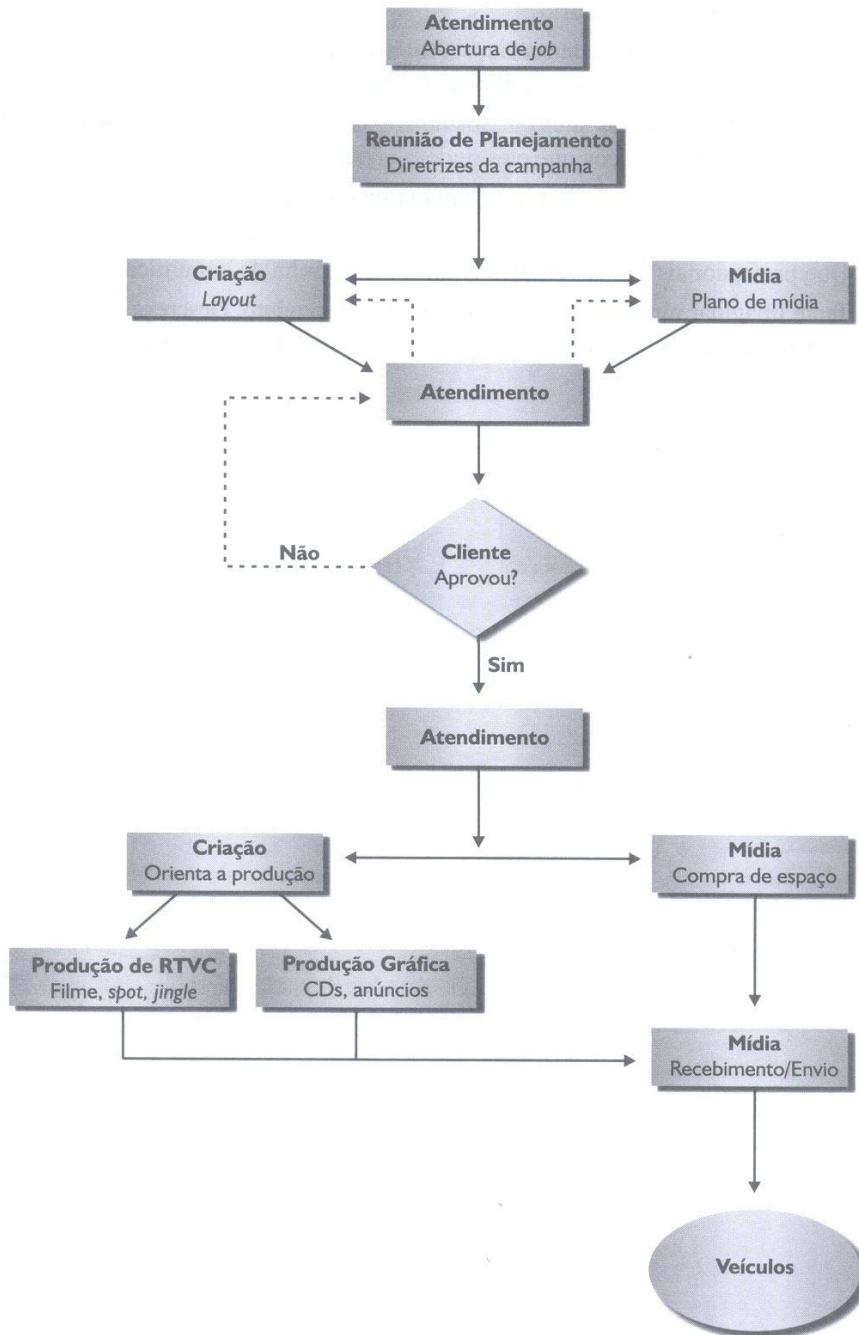 Atendimento
Abertura de job
Reunião de Planejamento
Diretrizes da campanha
Criação
Layout
Mídia
Plano de mídia
Atendimento
Não
Cliente
Aprovou?
Sim
Atendimento
Criação
Orienta a produção
Mídia
Compra de espaço
Produção de RTVC
Filme, spot, jingle
Produção Gráfica
CDs, anúncios
Mídia
Recebimento/Envio
Veículos